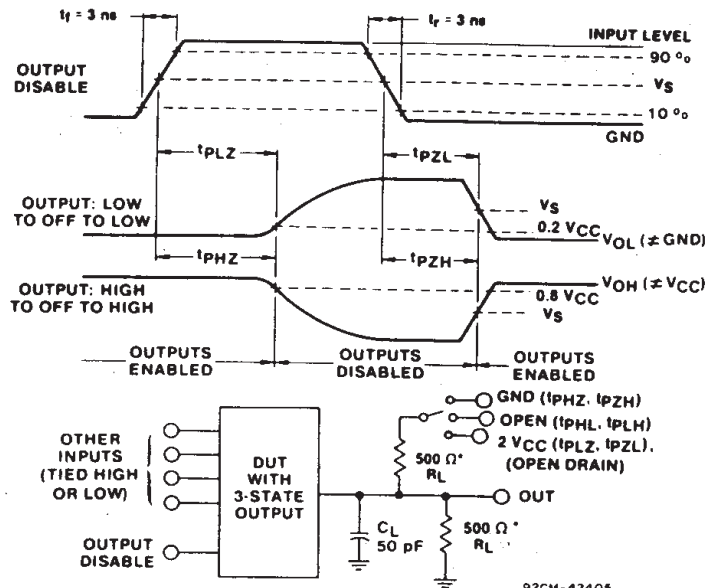 tf = 3 ns
tr = 3 ns
INPUT LEVEL
90 %
OUTPUT DISABLE
VS
10 %
GND
tPLZ
tPZL
OUTPUT: LOW TO OFF TO LOW
VS
0.2 VCC
VOL (≠ GND)
tPHZ
tPZH
OUTPUT: HIGH TO OFF TO HIGH
VOH (≠ VCC)
0.8 VCC
VS
OUTPUTS ENABLED
OUTPUTS DISABLED
OUTPUTS ENABLED
GND (tPHZ, tPZH)
OPEN (tPHL, tPLH)
2 VCC (tPLZ, tPZL),
(OPEN DRAIN)
OTHER INPUTS (TIED HIGH OR LOW)
DUT WITH 3-STATE OUTPUT
500 Ω*
RL
OUT
CL
50 pF
500 Ω*
RL
OUTPUT DISABLE
92CM-42405